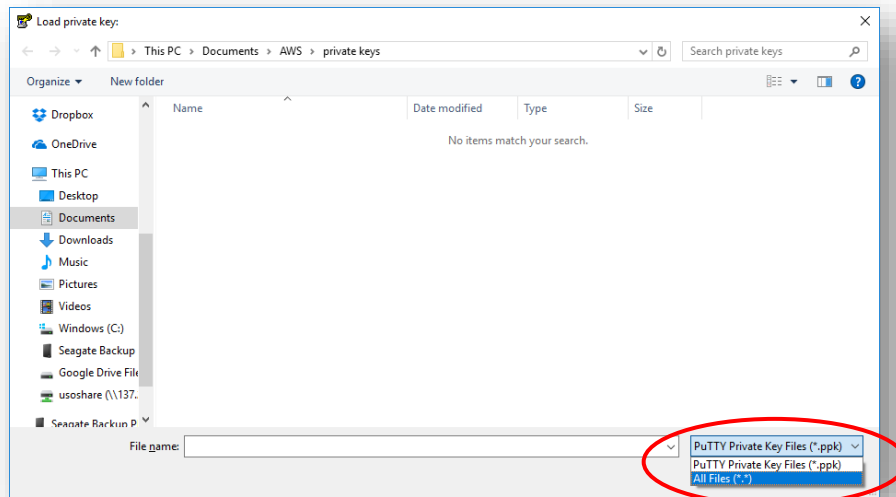 Load private key:
This PC > Documents > AWS > private keys
Search private keys
Organize
New folder
Name
Date modified
Type
Size
No items match your search.
Dropbox
OneDrive
This PC
Desktop
Documents
Downloads
Music
Pictures
Videos
Windows (C:)
Seagate Backup
Google Drive File
usoshare (\\137..
Seagate Backup P
File name:
PuTTY Private Key Files (*.ppk)
PuTTY Private Key Files (*.ppk)
All Files (*.*)